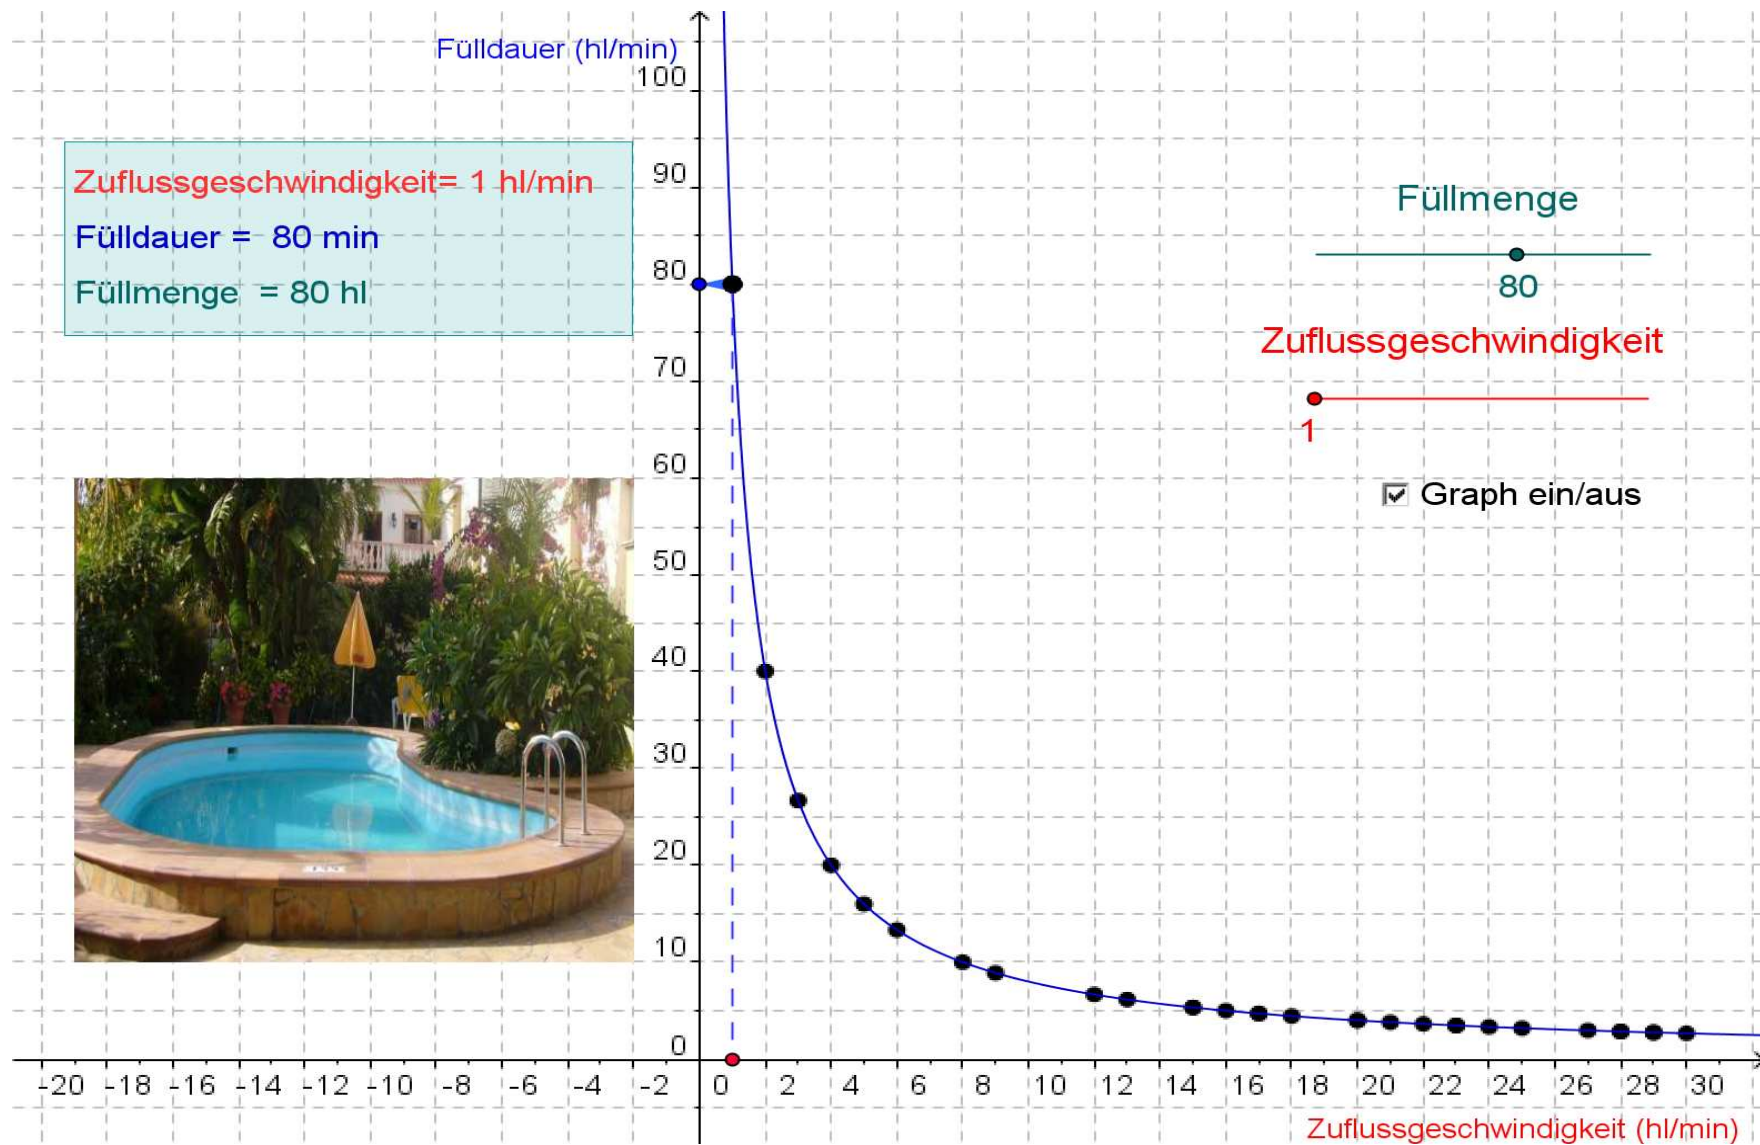 Fülldauer (hl/min)
100
90
80
70
60
50
40
30
20
10
0
Zuflussgeschwindigkeit= 1 hl/min
Fülldauer = 80 min
Füllmenge = 80 hl
Füllmenge
80
Zuflussgeschwindigkeit
1
Graph ein/aus
-20 -18 -16 -14 -12 -10 -8 -6 -4 -2 0 2 4 6 8 10 12 14 16 18 20 22 24 26 28 30
Zuflussgeschwindigkeit (hl/min)